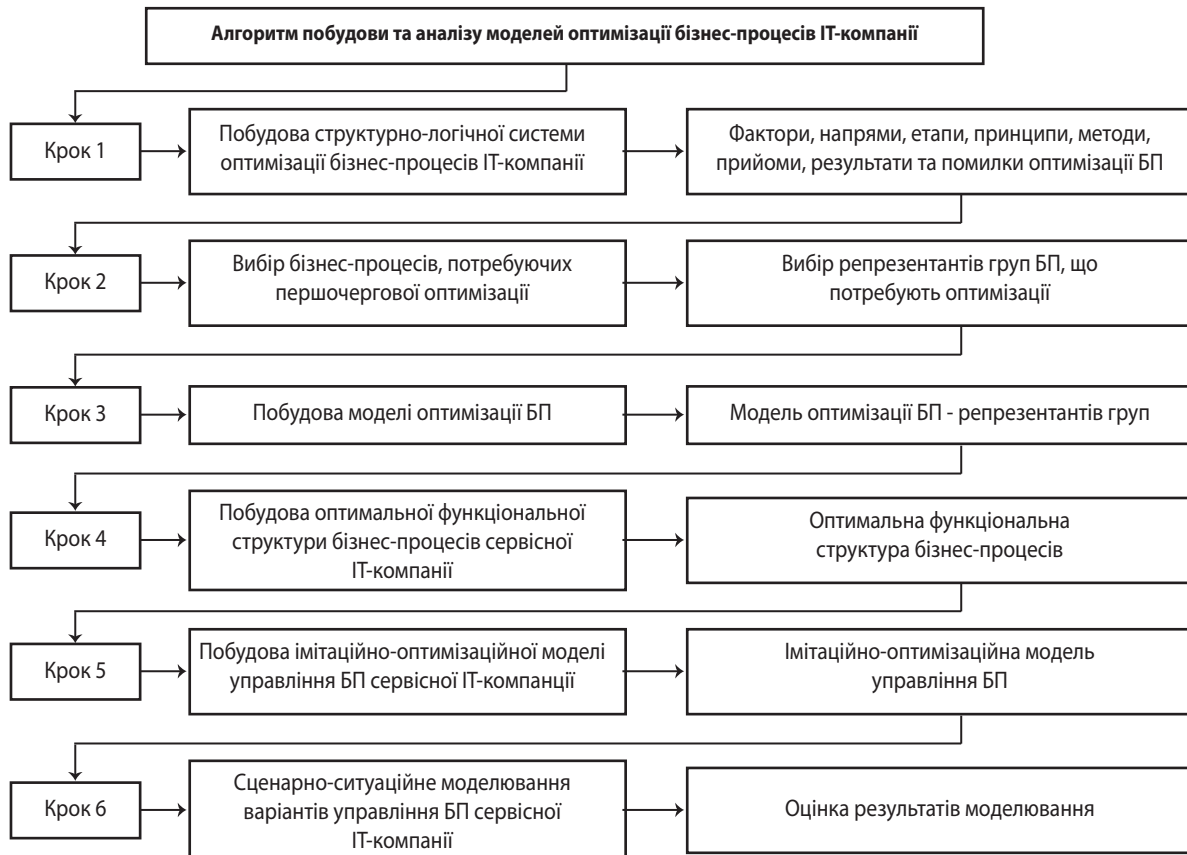 Алгоритм побудови та аналізу моделей оптимізації бізнес-процесів ІТ-компанії
Крок 1
Побудова структурно-логічної системи
оптимізації бізнес-процесів ІТ-компанії
Фактори, напрями, етапи, принципи, методи,
прийоми, результати та помилки оптимізації БП
Крок 2
Вибір бізнес-процесів, потребуючих
першочергової оптимізації
Вибір репрезентантів груп БП, що
потребують оптимізації
Крок 3
Побудова моделі оптимізації БП
Модель оптимізації БП - репрезентантів груп
Крок 4
Побудова оптимальної функціональної
структури бізнес-процесів сервісної
ІТ-компанії
Оптимальна функціональна
структура бізнес-процесів
Крок 5
Побудова імітаційно-оптимізаційної моделі
управління БП сервісної ІТ-компанції
Імітаційно-оптимізаційна модель
управління БП
Крок 6
Сценарно-ситуаційне моделювання
варіантів управління БП сервісної
ІТ-компанії
Оцінка результатів моделювання